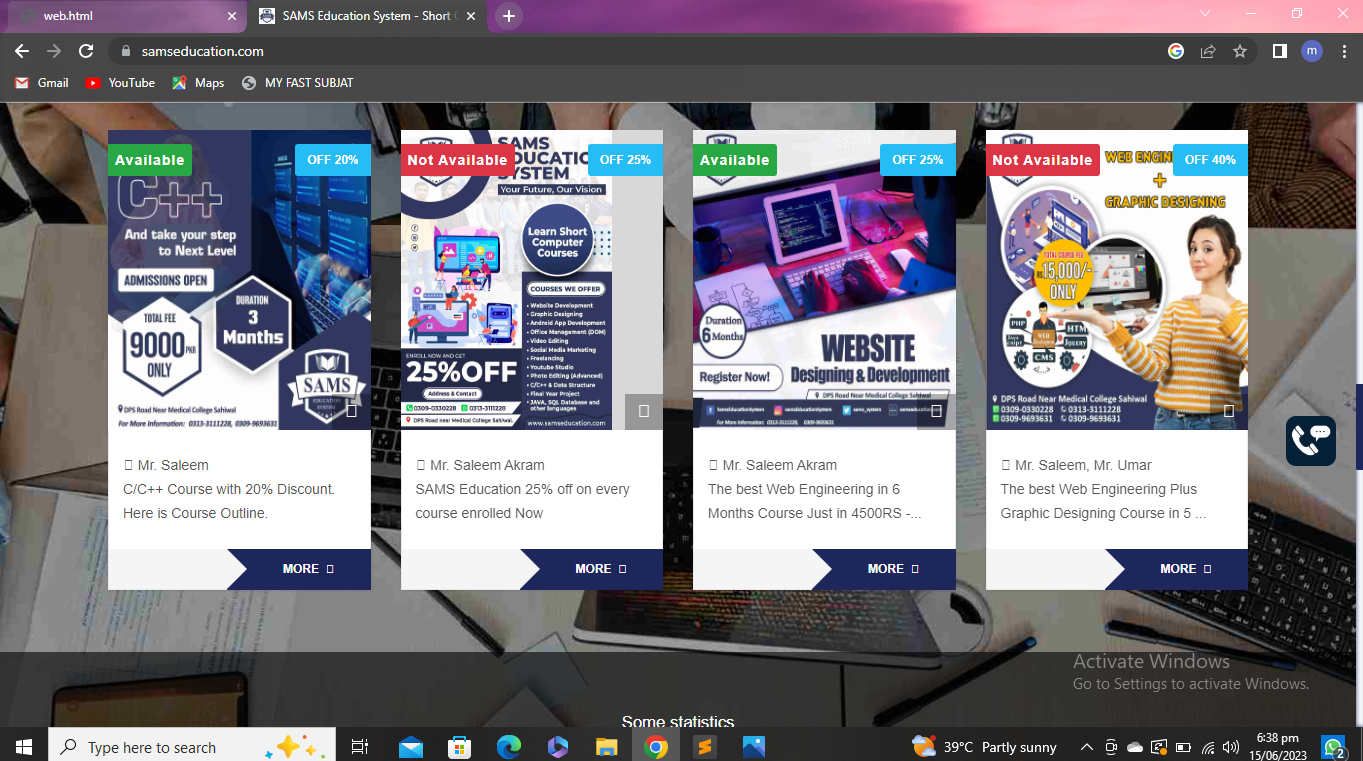 web.html
SAMS Education System - Short
samseducation.com
m
Gmail
YouTube
Maps
MY FAST SUBJAT
Available
OFF 20%
C++
And take your step
to Next Level
ADMISSIONS OPEN
TOTAL FEE
9000 PKR
ONLY
DURATION
3
Months
SAMS
EDUCATION
SYSTEM
DPS Road Near Medical College Sahiwal
For More Information: 0313-3111228, 0309-9693631
Mr. Saleem
C/C++ Course with 20% Discount.
Here is Course Outline.
MORE
Not Available
OFF 25%
SAMS
EDUCATION
SYSTEM
Your Future, Our Vision
Learn Short
Computer
Courses
COURSES WE OFFER
• Website Development
• Graphic Designing
• Android App Development
• Office Management (DOM)
• Video Editing
• Social Media Marketing
• Freelancing
• Youtube Studio
• Photo Editing (Advanced)
• C/C++ & Data Structure
• Final Year Project
• JAVA, SQL Database and
other languages
ENROLL NOW AND GET
25%OFF
Address & Contact
0309-0330228 0313-3111228
DPS Road near Medical College Sahiwal,
www.samseducation.com
Mr. Saleem Akram
SAMS Education 25% off on every
course enrolled Now
MORE
Available
OFF 25%
Duration
6 Months
WEBSITE
Designing & Development
Register Now!
DPS Road Near Medical College Sahiwal
SamsEducationSystem
samseducationsystem
sams_system
For More Information: 0313-3111228, 0309-9693631
Mr. Saleem Akram
The best Web Engineering in 6
Months Course Just in 4500RS -...
MORE
Not Available
OFF 40%
WEB ENGIN
+
GRAPHIC DESIGNING
TOTAL COURSE FEE
RS 15,000/-
ONLY
PHP
HTM
JQUERY
CMS
DPS Road Near Medical College Sahiwal
0309-0330228 0313-3111228
0309-9693631 0309-9693631
Mr. Saleem, Mr. Umar
The best Web Engineering Plus
Graphic Designing Course in 5 ...
MORE
Activate Windows
Go to Settings to activate Windows.
Some statistics
Type here to search
39°C Partly sunny
6:38 pm
15/06/2023
2